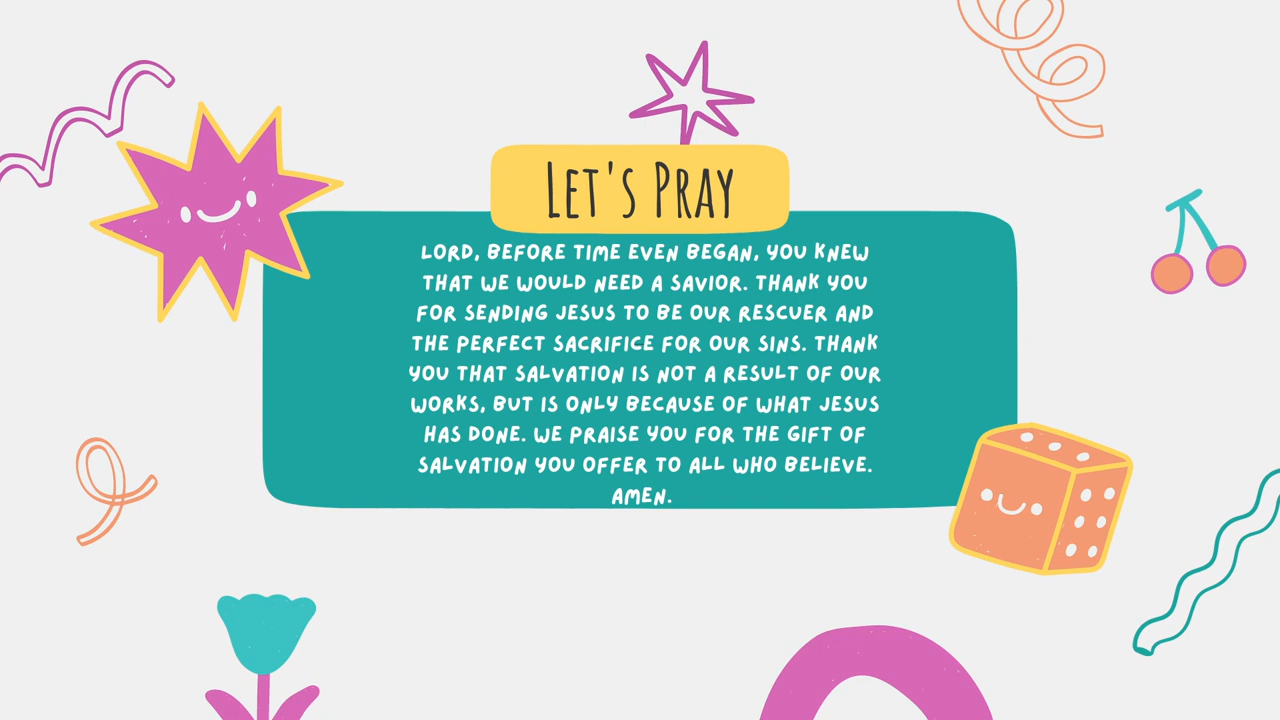 Let's Pray
LORD, BEFORE TIME EVEN BEGAN, YOU KNEW
THAT WE WOULD NEED A SAVIOR. THANK YOU
FOR SENDING JESUS TO BE OUR RESCUER AND
THE PERFECT SACRIFICE FOR OUR SINS. THANK
YOU THAT SALVATION IS NOT A RESULT OF OUR
WORKS, BUT IS ONLY BECAUSE OF WHAT JESUS
HAS DONE. WE PRAISE YOU FOR THE GIFT OF
SALVATION YOU OFFER TO ALL WHO BELIEVE.
AMEN.